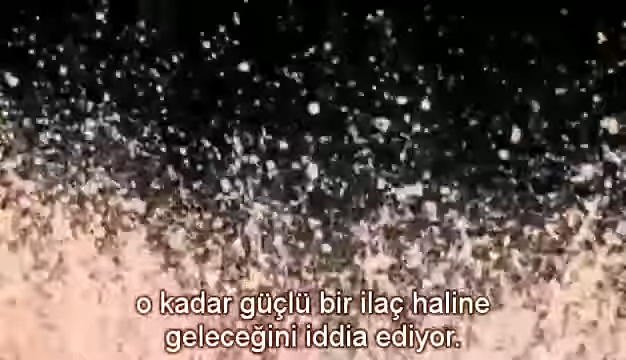 o kadar güçlü bir ilaç haline
geleceğini iddia ediyor.